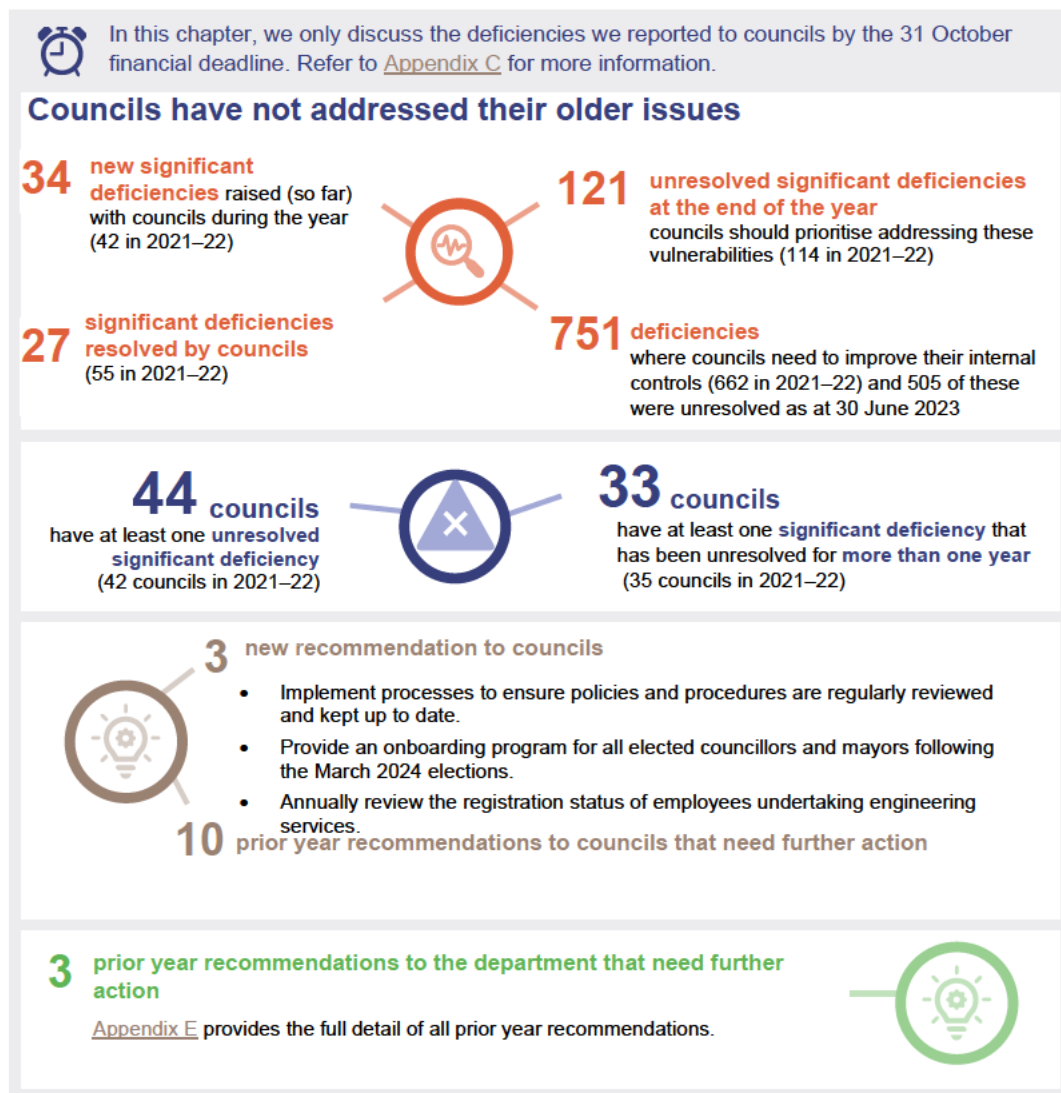 In this chapter, we only discuss the deficiencies we reported to councils by the 31 October
financial deadline. Refer to Appendix C for more information.
Councils have not addressed their older issues
34 new significant
deficiencies raised (so far)
with councils during the year
(42 in 2021–22)
121 unresolved significant deficiencies
at the end of the year
councils should prioritise addressing these
vulnerabilities (114 in 2021–22)
27 significant deficiencies
resolved by councils
(55 in 2021–22)
751 deficiencies
where councils need to improve their internal
controls (662 in 2021–22) and 505 of these
were unresolved as at 30 June 2023
44 councils
have at least one unresolved
significant deficiency
(42 councils in 2021–22)
33 councils
have at least one significant deficiency that
has been unresolved for more than one year
(35 councils in 2021–22)
3 new recommendation to councils
• Implement processes to ensure policies and procedures are regularly reviewed
and kept up to date.
• Provide an onboarding program for all elected councillors and mayors following
the March 2024 elections.
• Annually review the registration status of employees undertaking engineering
services.
10 prior year recommendations to councils that need further action
3 prior year recommendations to the department that need further
action
Appendix E provides the full detail of all prior year recommendations.